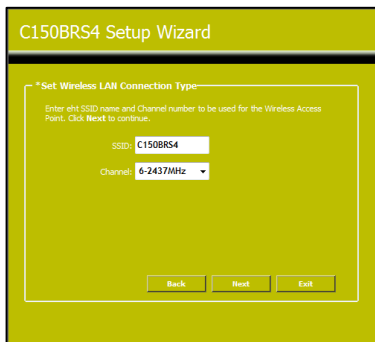 C150BRS4 Setup Wizard
*Set Wireless LAN Connection Type
Enter eht SSID name and Channel number to be used for the Wireless Access
Point. Click Next to continue.
SSID: C150BRS4
Channel: 6-2437MHz
Back Next Exit